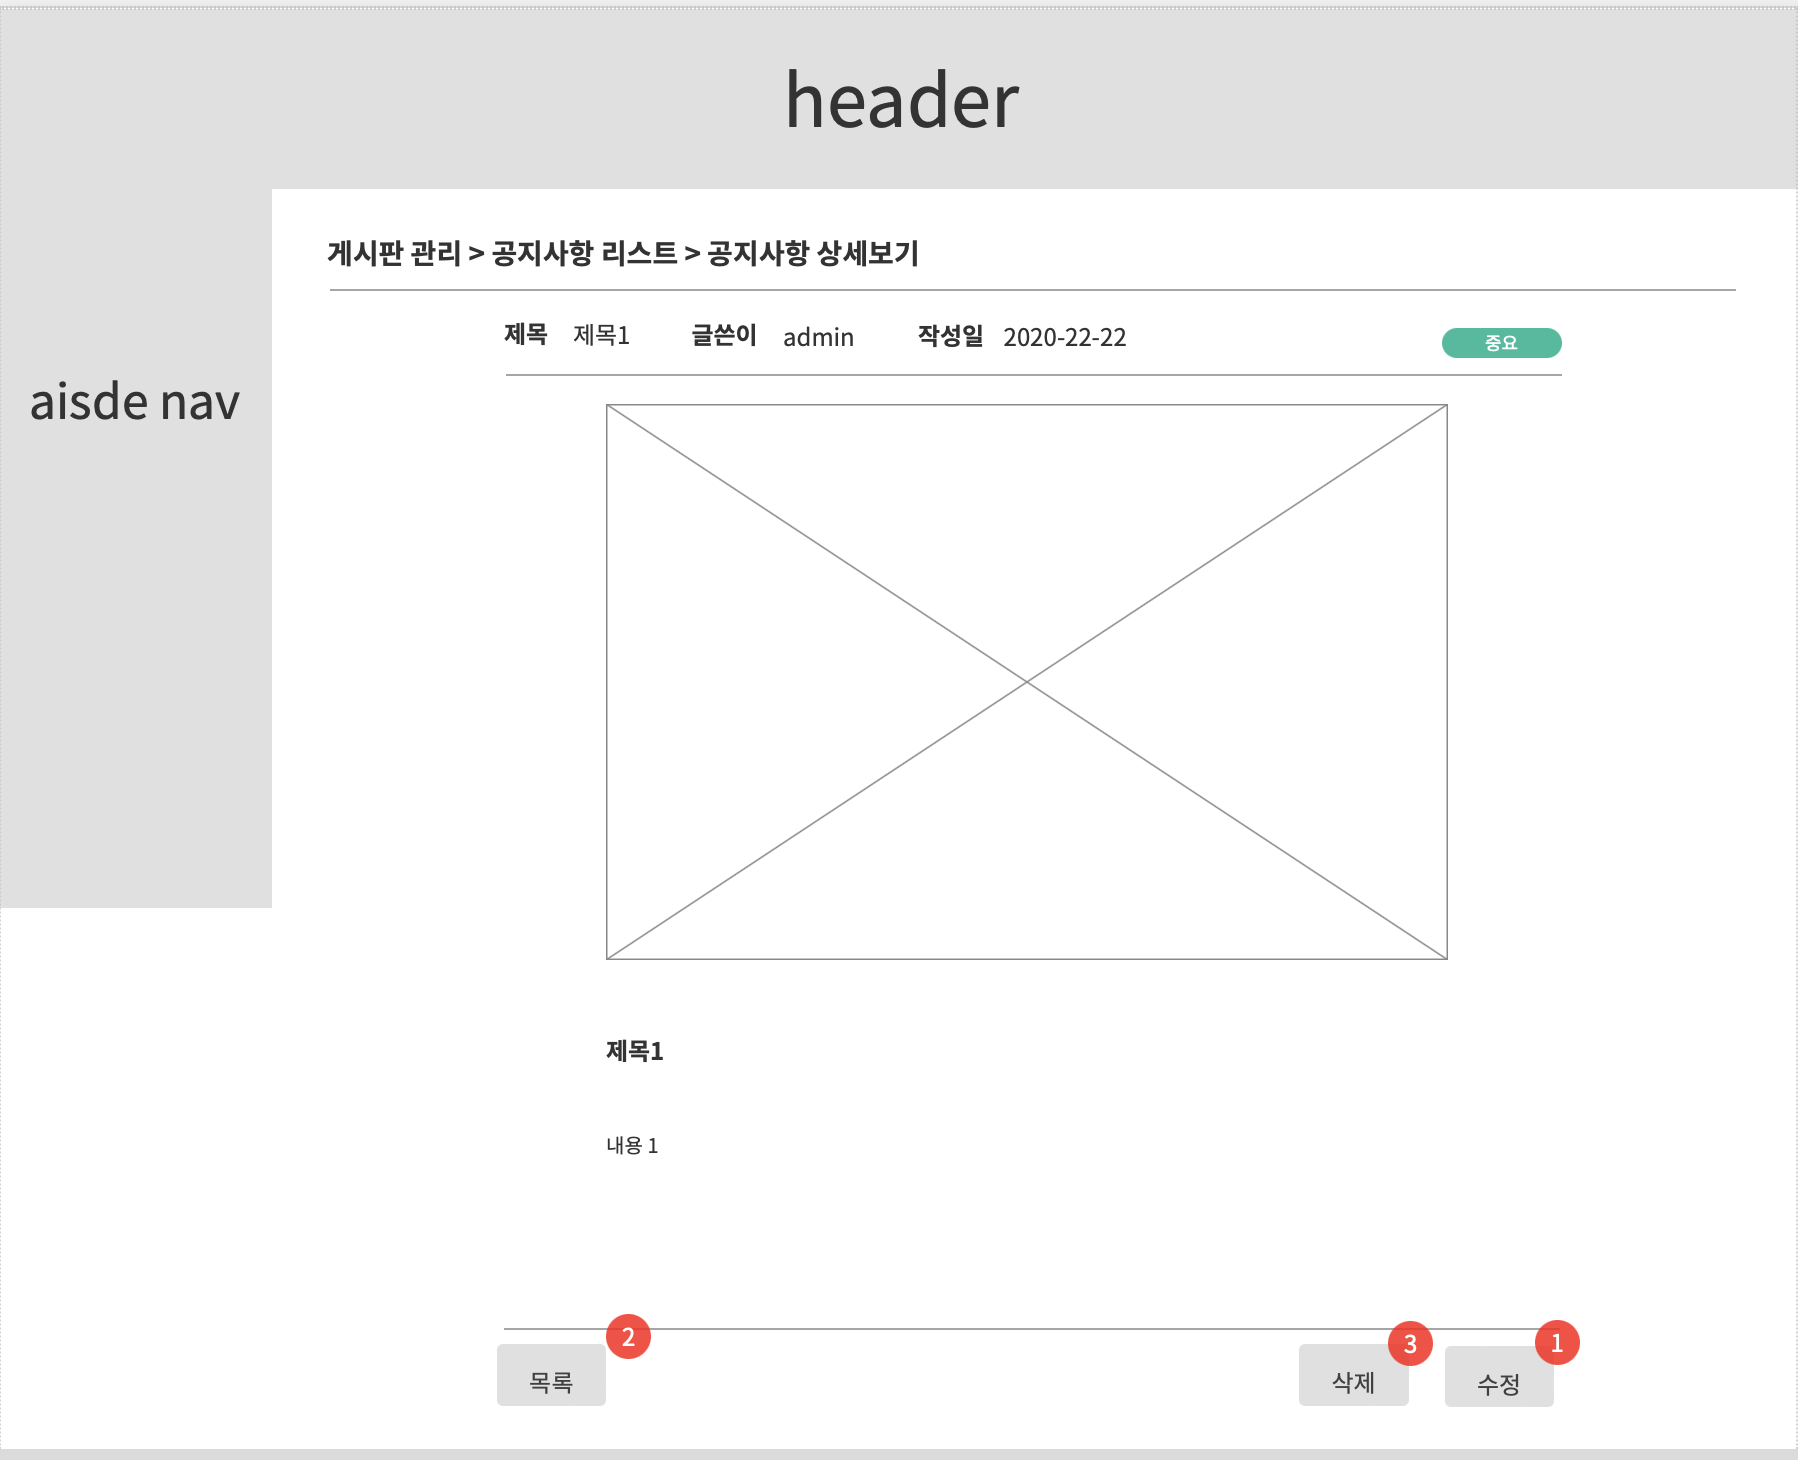 header
aisde nav
게시판 관리 > 공지사항 리스트 > 공지사항 상세보기
제목 제목1 글쓴이 admin 작성일 2020-22-22 중요
제목1
내용 1
2 3 1
목록 삭제 수정